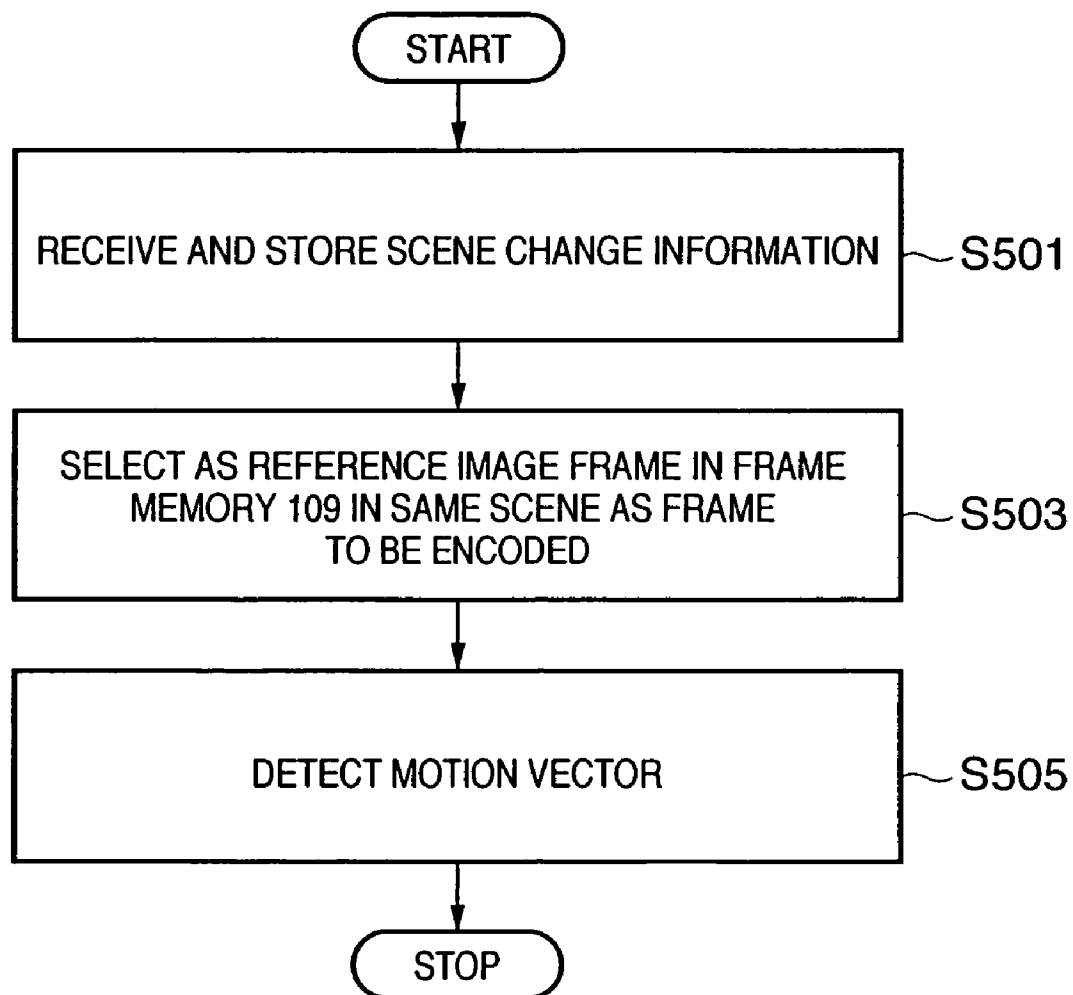 START
RECEIVE AND STORE SCENE CHANGE INFORMATION
S501
SELECT AS REFERENCE IMAGE FRAME IN FRAME
MEMORY 109 IN SAME SCENE AS FRAME
TO BE ENCODED
S503
DETECT MOTION VECTOR
S505
STOP